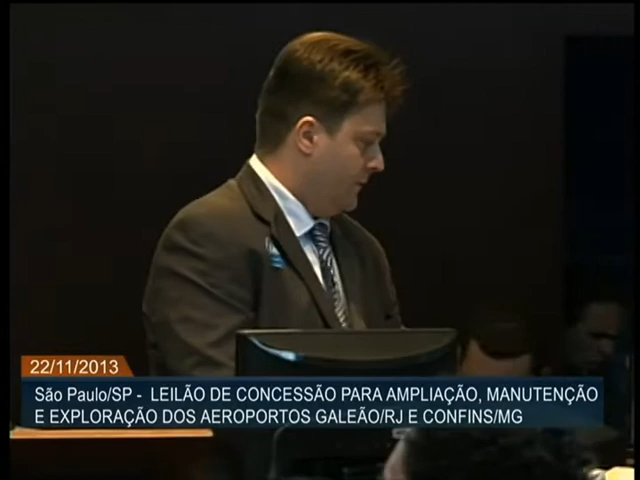 22/11/2013
São Paulo/SP - LEILÃO DE CONCESSÃO PARA AMPLIAÇÃO, MANUTENÇÃO
E EXPLORAÇÃO DOS AEROPORTOS GALEÃO/RJ E CONFINS/MG